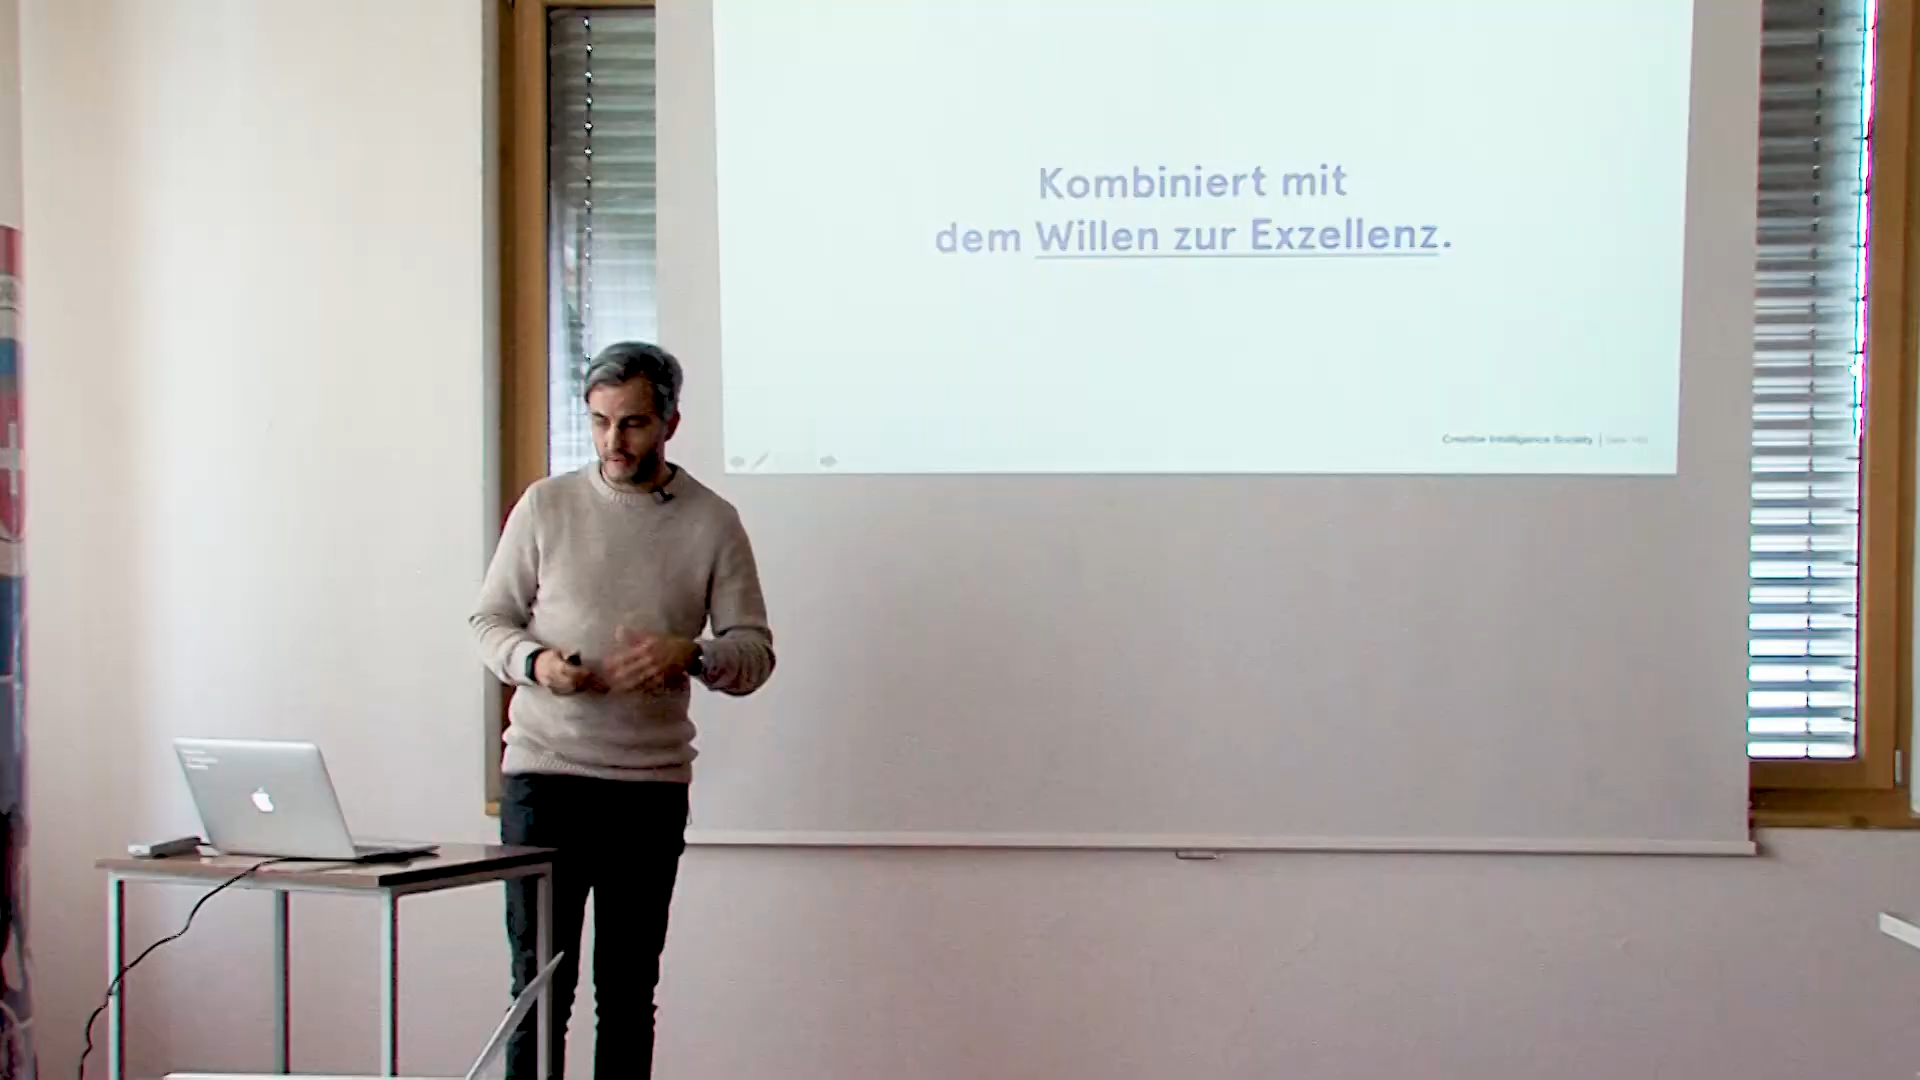 Kombiniert mit
dem Willen zur Exzellenz.
Creative Intelligence Society